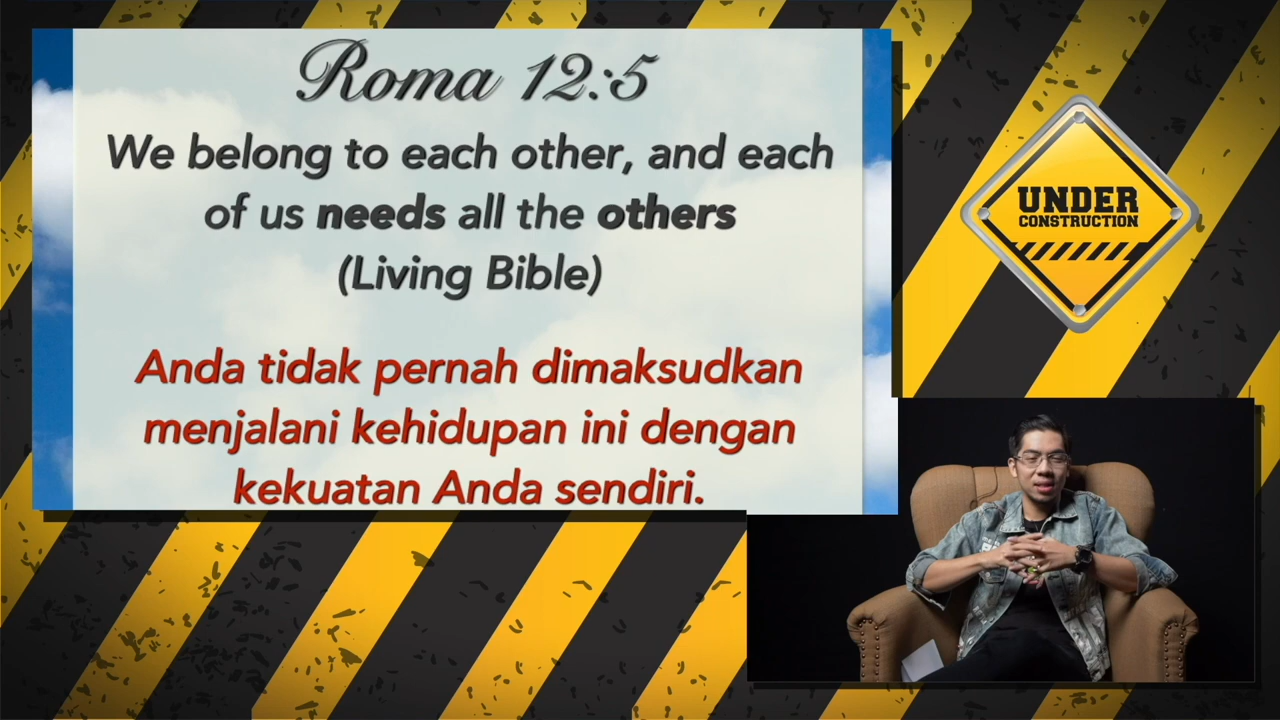 Roma 12:5
We belong to each other, and each
of us needs all the others
(Living Bible)
Anda tidak pernah dimaksudkan
menjalani kehidupan ini dengan
kekuatan Anda sendiri.
UNDER
CONSTRUCTION